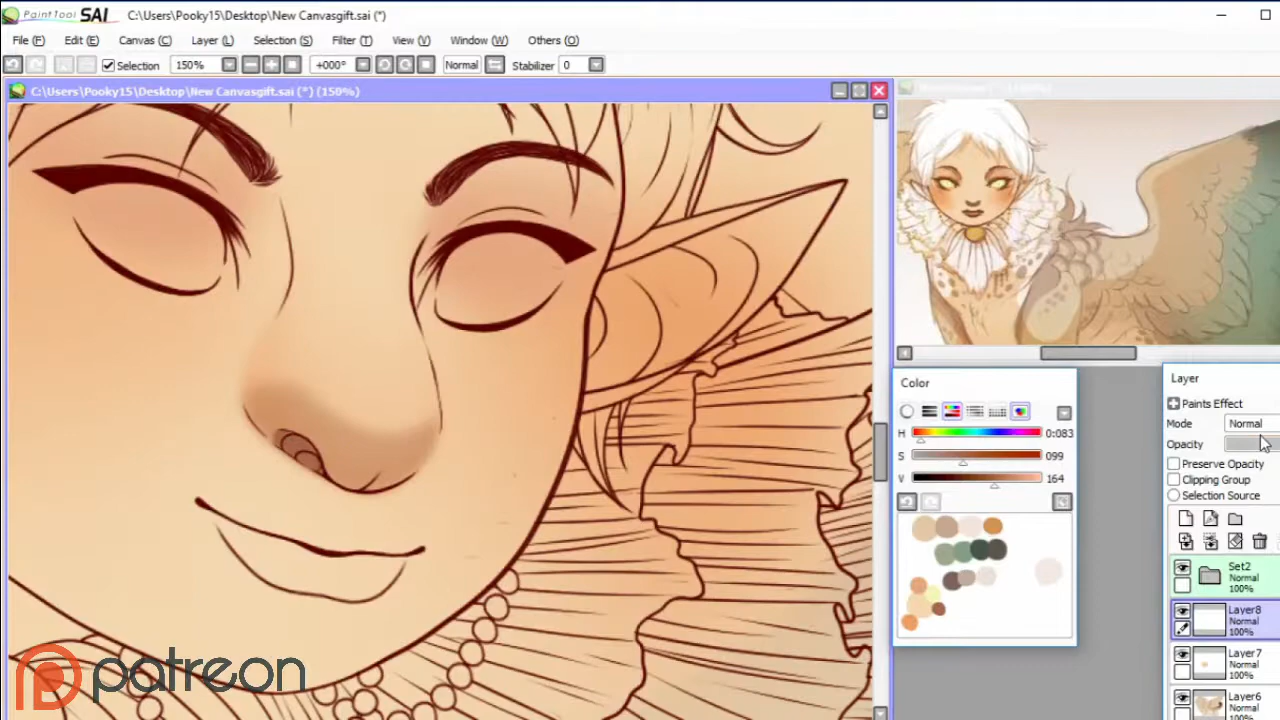 PaintTool SAI C:\Users\Pooky15\Desktop\New Canvasgift.sai (*)
File (F) Edit (E) Canvas (C) Layer (L) Selection (S) Filter (T) View (V) Window (W) Others (O)
Selection 150% +000° Normal Stabilizer 0
C:\Users\Pooky15\Desktop\New Canvasgift.sai (*) (150%)
Color
H 0:083
S 099
V 164
Layer
Paints Effect
Mode Normal
Opacity
Preserve Opacity
Clipping Group
Selection Source
Set2
Normal
100%
Layer8
Normal
100%
Layer7
Normal
100%
Layer6
Normal
100%
patreon